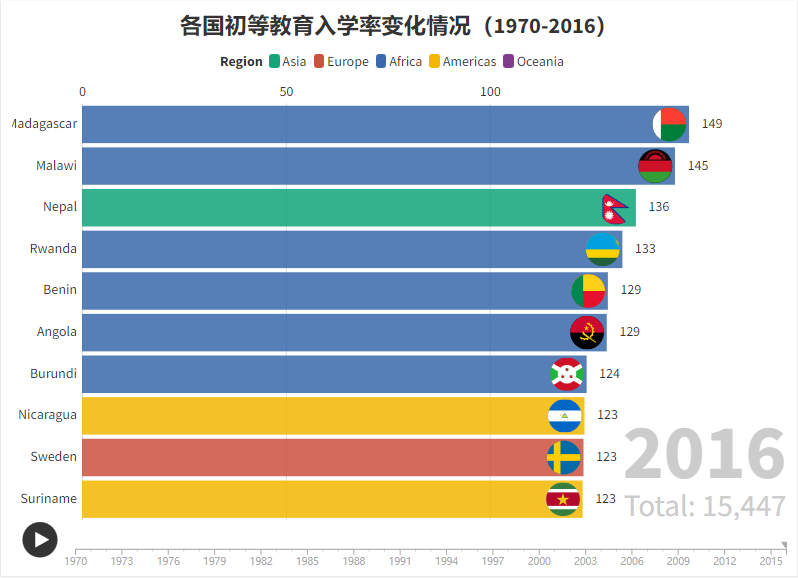 各国初等教育入学率变化情况（1970-2016）
Region Asia Europe Africa Americas Oceania
0 50 100
Madagascar 149
Malawi 145
Nepal 136
Rwanda 133
Benin 129
Angola 129
Burundi 124
Nicaragua 123
Sweden 123
Suriname 123
2016
Total: 15,447
1970 1973 1976 1979 1982 1985 1988 1991 1994 1997 2000 2003 2006 2009 2012 2015